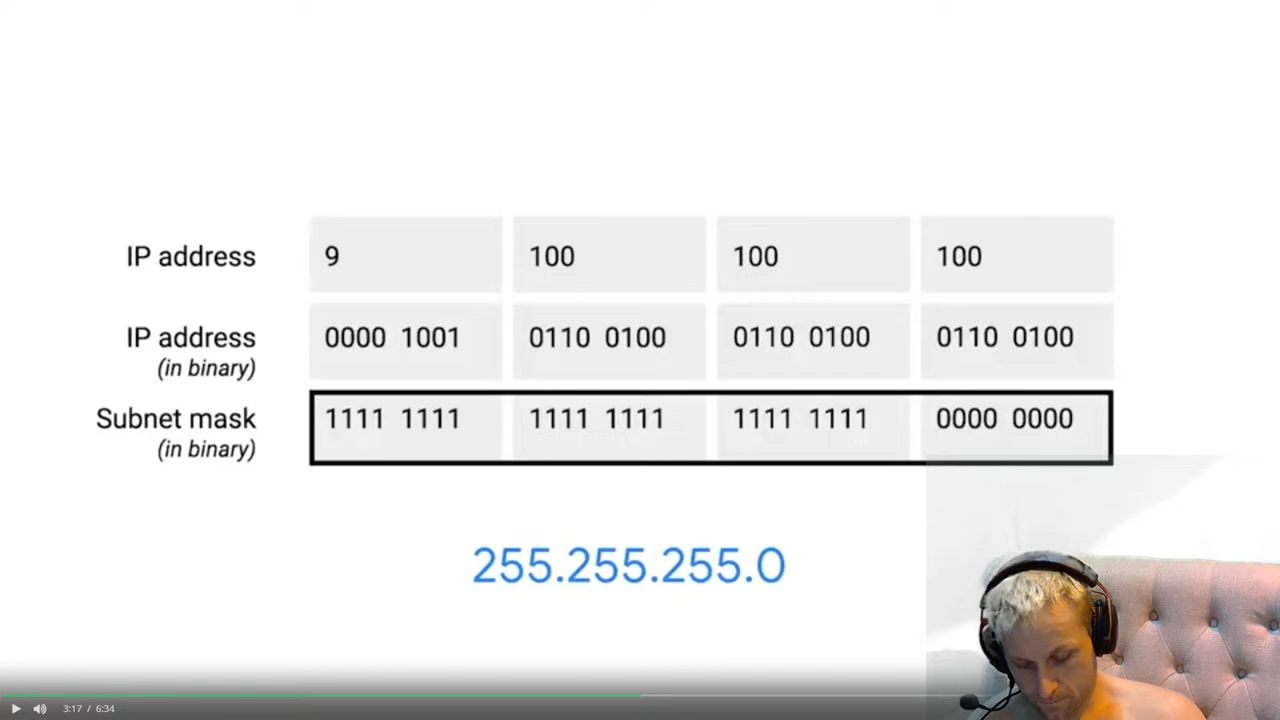 IP address 9 100 100 100
IP address 0000 1001 0110 0100 0110 0100 0110 0100
(in binary)
Subnet mask 1111 1111 1111 1111 1111 1111 0000 0000
(in binary)
255.255.255.0
3:17 / 6:34